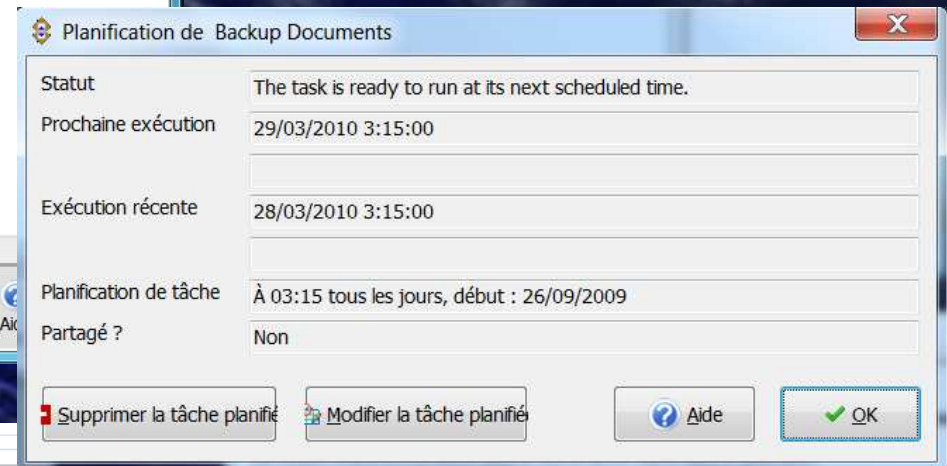 Planification de Backup Documents
Statut
The task is ready to run at its next scheduled time.
Prochaine exécution
29/03/2010 3:15:00
Exécution récente
28/03/2010 3:15:00
Planification de tâche
À 03:15 tous les jours, début : 26/09/2009
Partagé ?
Non
Supprimer la tâche planifié
Modifier la tâche planifié
Aide
OK